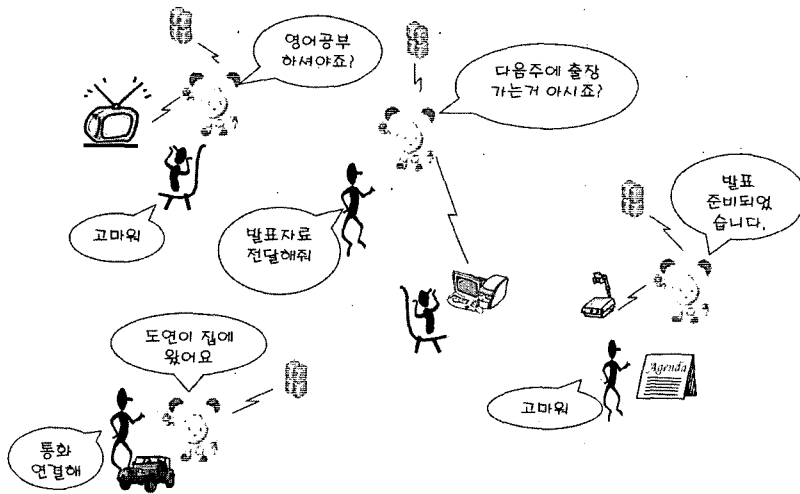 영어공부
하셔야죠?
다음주에 출장
가는거 아시죠?
고마워
발표자료
전달해줘
발표
준비되었
습니다.
도연이 집에
왔어요
통화
연결해
Agenda
고마워